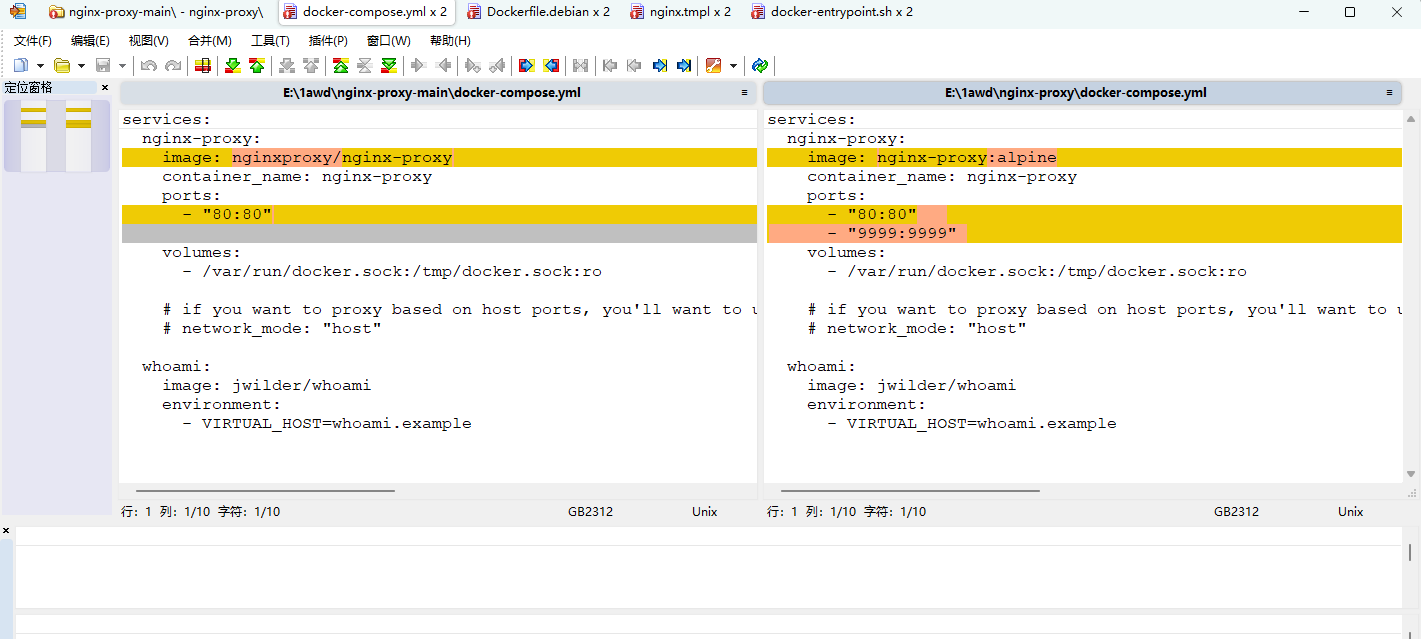 nginx-proxy-main\ - nginx-proxy\ docker-compose.yml x 2 Dockerfile.debian x 2 nginx.tmpl x 2 docker-entrypoint.sh x 2
文件(F) 编辑(E) 视图(V) 合并(M) 工具(T) 插件(P) 窗口(W) 帮助(H)
定位窗格
E:\1awd\nginx-proxy-main\docker-compose.yml
services:
  nginx-proxy:
    image: nginxproxy/nginx-proxy
    container_name: nginx-proxy
    ports:
      - "80:80"
    volumes:
      - /var/run/docker.sock:/tmp/docker.sock:ro
    # if you want to proxy based on host ports, you'll want to
    # network_mode: "host"
  whoami:
    image: jwilder/whoami
    environment:
      - VIRTUAL_HOST=whoami.example
行: 1 列: 1/10 字符: 1/10 GB2312 Unix
E:\1awd\nginx-proxy\docker-compose.yml
services:
  nginx-proxy:
    image: nginx-proxy:alpine
    container_name: nginx-proxy
    ports:
      - "80:80"
      - "9999:9999"
    volumes:
      - /var/run/docker.sock:/tmp/docker.sock:ro
    # if you want to proxy based on host ports, you'll want to
    # network_mode: "host"
  whoami:
    image: jwilder/whoami
    environment:
      - VIRTUAL_HOST=whoami.example
行: 1 列: 1/10 字符: 1/10 GB2312 Unix